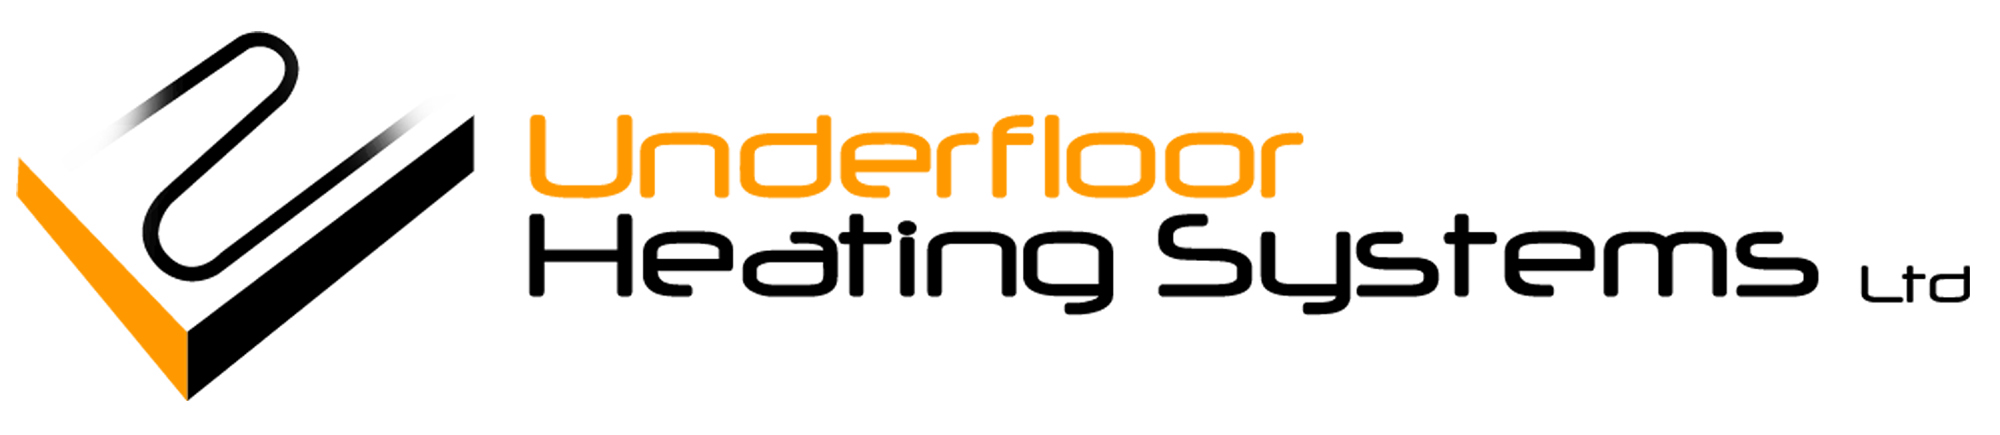 Underfloor
Heating Systems Ltd